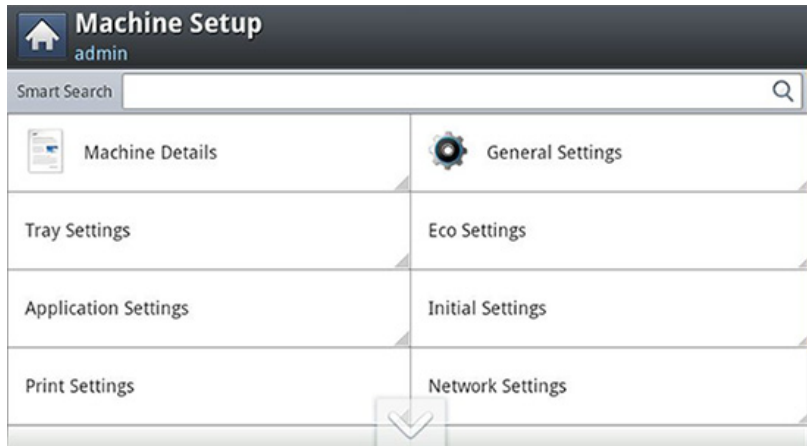 Machine Setup
admin
Smart Search
Machine Details
General Settings
Tray Settings
Eco Settings
Application Settings
Initial Settings
Print Settings
Network Settings